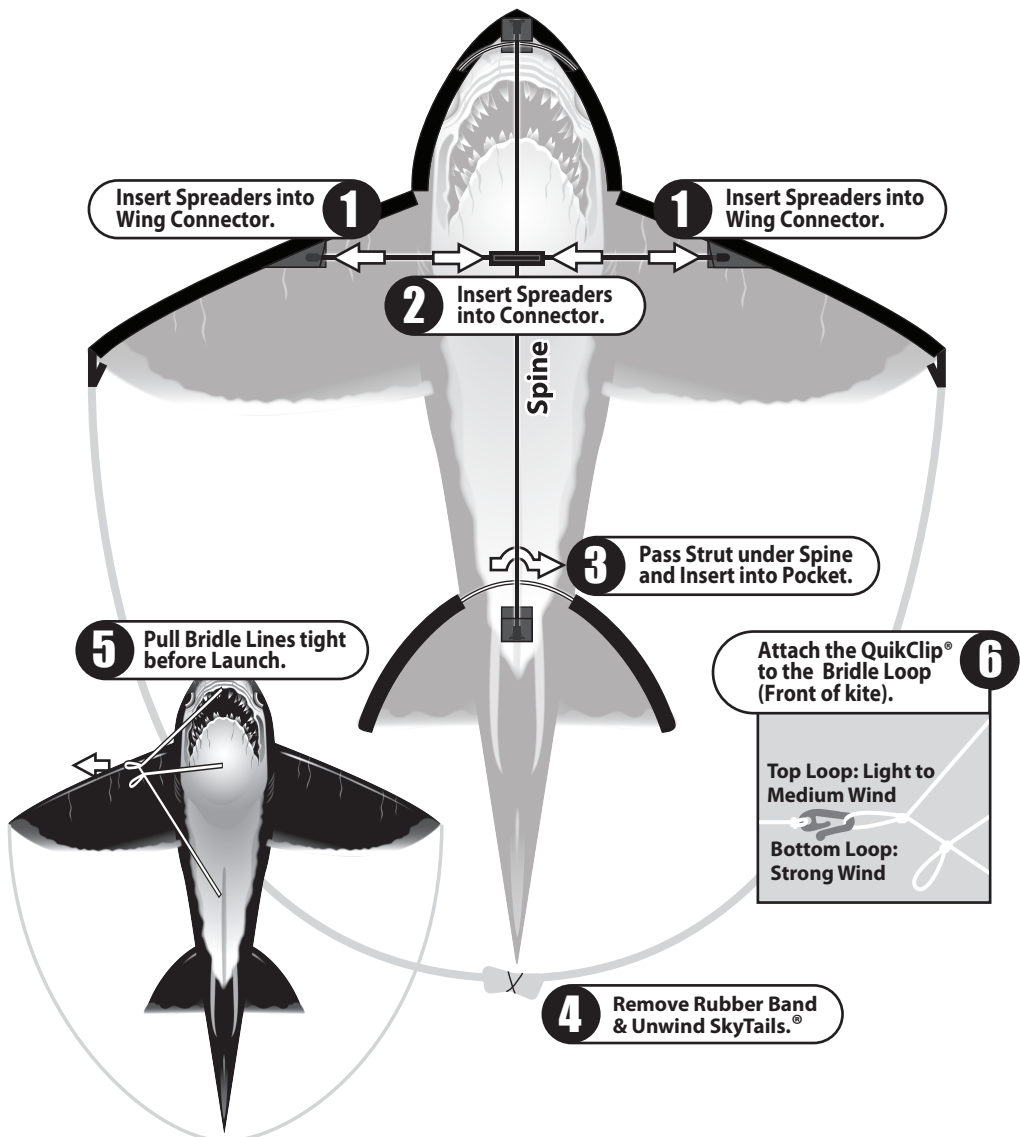 1
Insert Spreaders into
Wing Connector.
1
Insert Spreaders into
Wing Connector.
2
Insert Spreaders
into Connector.
Spine
3
Pass Strut under Spine
and Insert into Pocket.
4
Remove Rubber Band
& Unwind SkyTails.®
5
Pull Bridle Lines tight
before Launch.
6
Attach the QuikClip®
to the Bridle Loop
(Front of kite).
Top Loop: Light to
Medium Wind
Bottom Loop:
Strong Wind